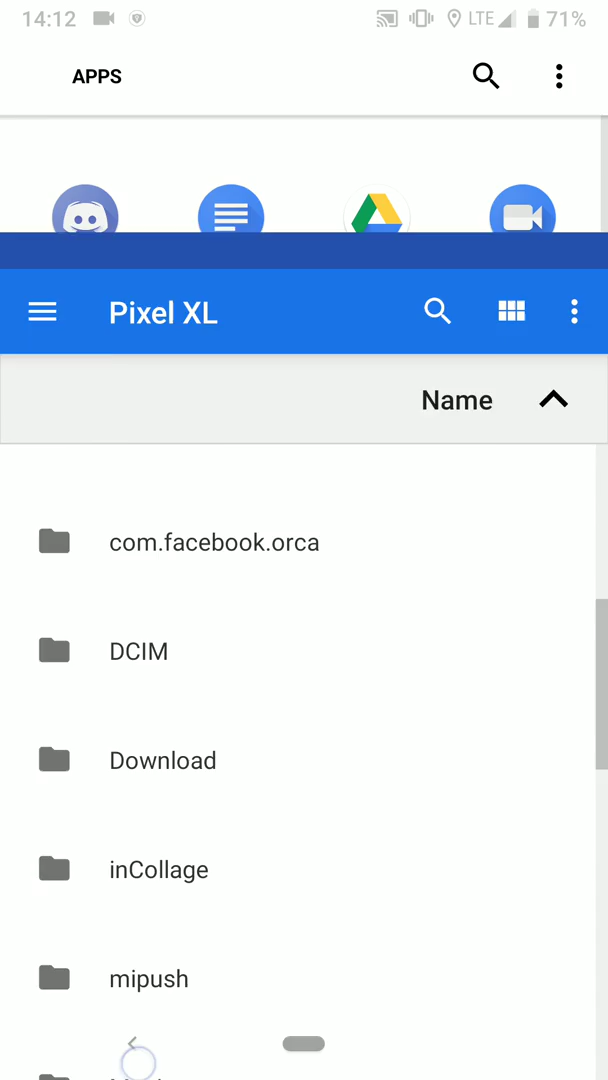 14:12 LTE 71%
APPS
Pixel XL
Name
com.facebook.orca
DCIM
Download
inCollage
mipush